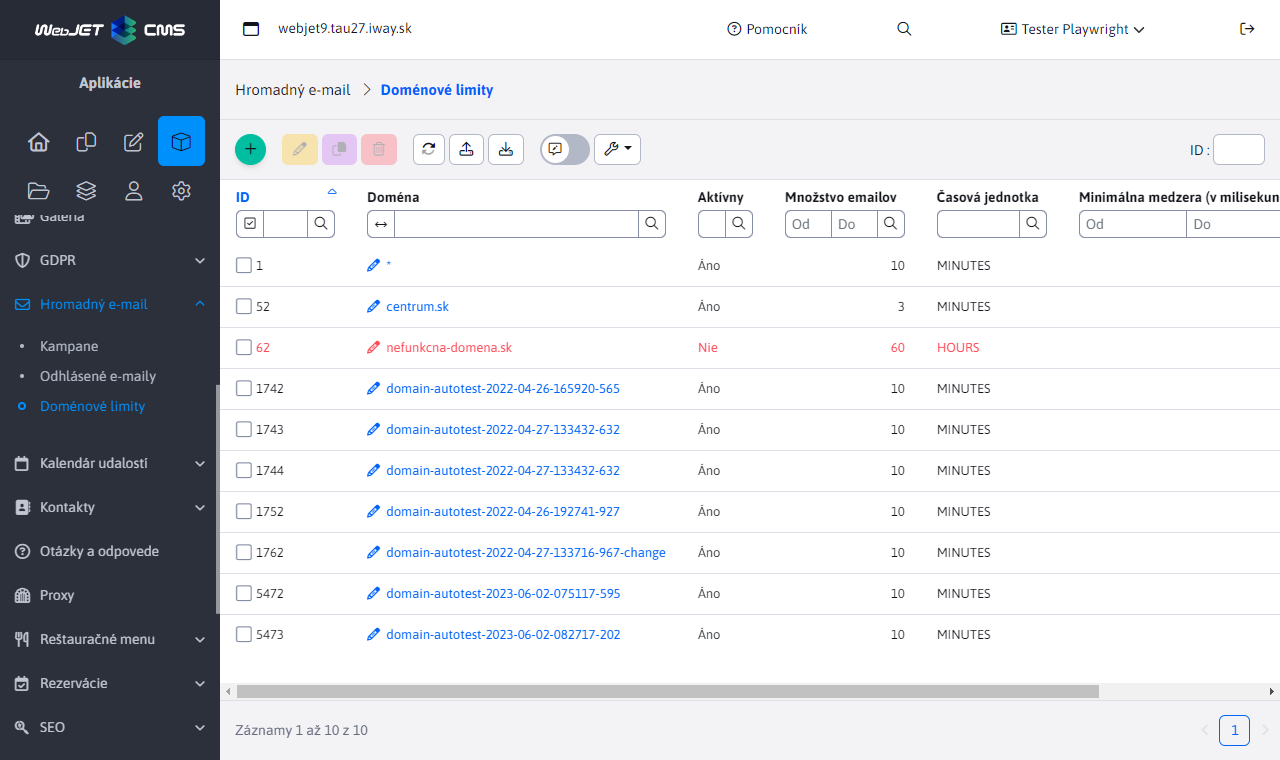 WebJET CMS
webjet9.tau27.iway.sk
Pomocník
Tester Playwright
Aplikácie
Galéria
GDPR
Hromadný e-mail
Kampane
Odhlásené e-maily
Doménové limity
Kalendár udalostí
Kontakty
Otázky a odpovede
Proxy
Reštauračné menu
Rezervácie
SEO
Hromadný e-mail > Doménové limity
ID :
ID Doména Aktívny Množstvo emailov Časová jednotka Minimálna medzera (v milisekun
Od Do Od Do
1 * Áno 10 MINUTES
52 centrum.sk Áno 3 MINUTES
62 nefunkcna-domena.sk Nie 60 HOURS
1742 domain-autotest-2022-04-26-165920-565 Áno 10 MINUTES
1743 domain-autotest-2022-04-27-133432-632 Áno 10 MINUTES
1744 domain-autotest-2022-04-27-133432-632 Áno 10 MINUTES
1752 domain-autotest-2022-04-26-192741-927 Áno 10 MINUTES
1762 domain-autotest-2022-04-27-133716-967-change Áno 10 MINUTES
5472 domain-autotest-2023-06-02-075117-595 Áno 10 MINUTES
5473 domain-autotest-2023-06-02-082717-202 Áno 10 MINUTES
Záznamy 1 až 10 z 10
1